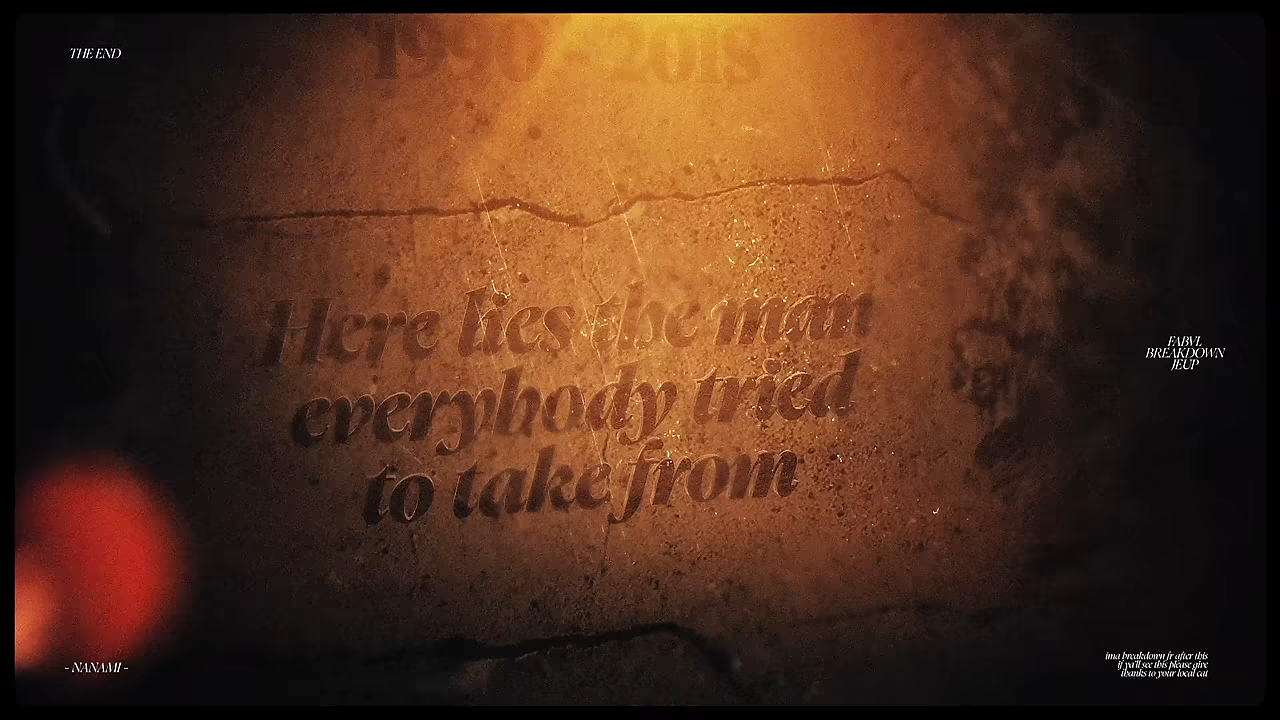 THE END
1990 - 2018
Here lies the man
everybody tried
to take from
FABVL
BREAKDOWN
JEUP
- NANAMI -
ima breakdown fr after this
if ya'll see this please give
thanks to your local cat